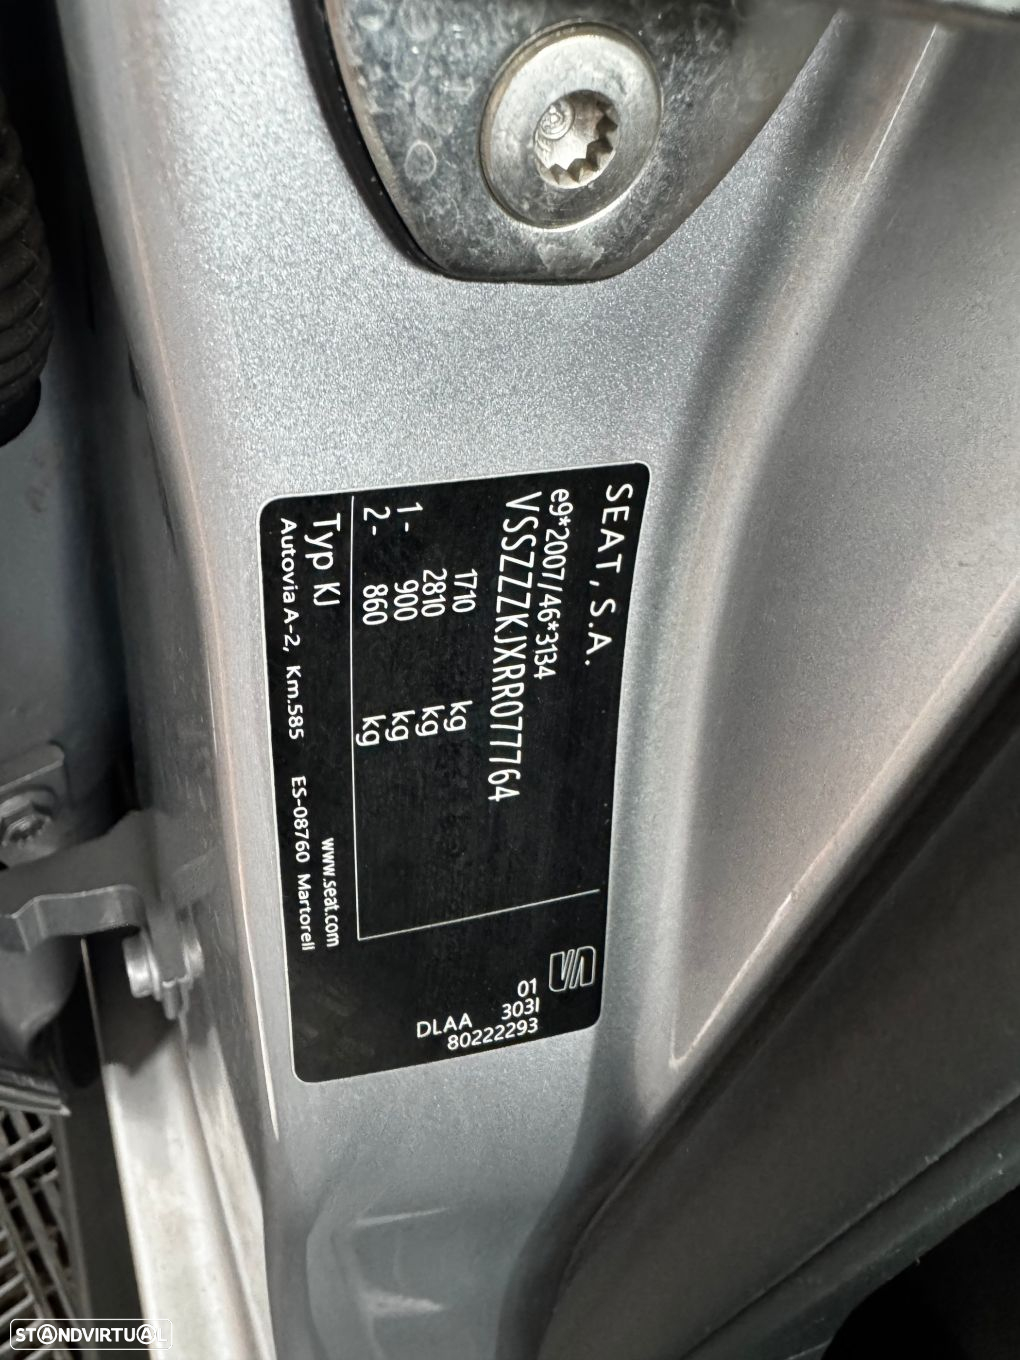 SEAT, S.A.
e9*2007/46*3134
VSSZZZKJXRR077764
1710 kg
2810 kg
1- 900 kg
2- 860 kg
Typ KJ
www.seat.com
Autovia A-2, Km.585 ES-08760 Martorell
01
303I
DLAA
80222293
STANDVIRTUAL